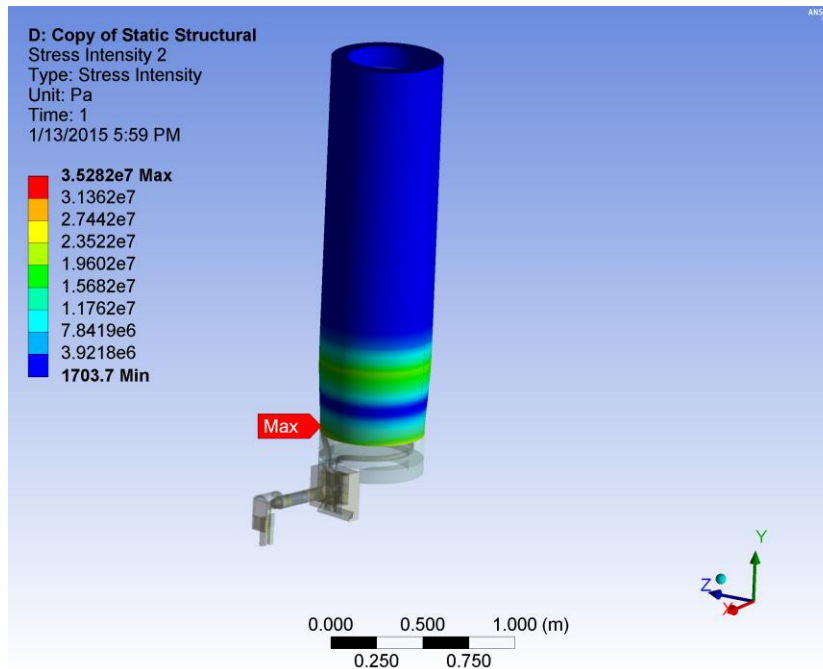 ANS
D: Copy of Static Structural
Stress Intensity 2
Type: Stress Intensity
Unit: Pa
Time: 1
1/13/2015 5:59 PM
3.5282e7 Max
3.1362e7
2.7442e7
2.3522e7
1.9602e7
1.5682e7
1.1762e7
7.8419e6
3.9218e6
1703.7 Min
Max
Y
Z
X
0.000 0.500 1.000 (m)
0.250 0.750